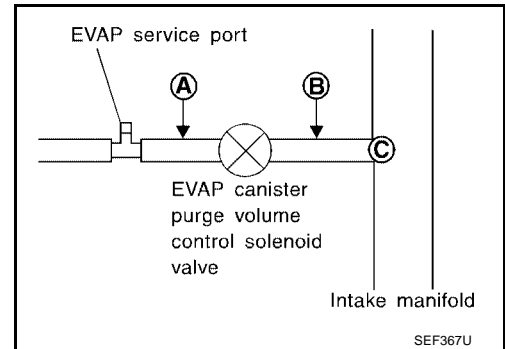 EVAP service port
A
B
C
EVAP canister
purge volume
control solenoid
valve
Intake manifold
SEF367U